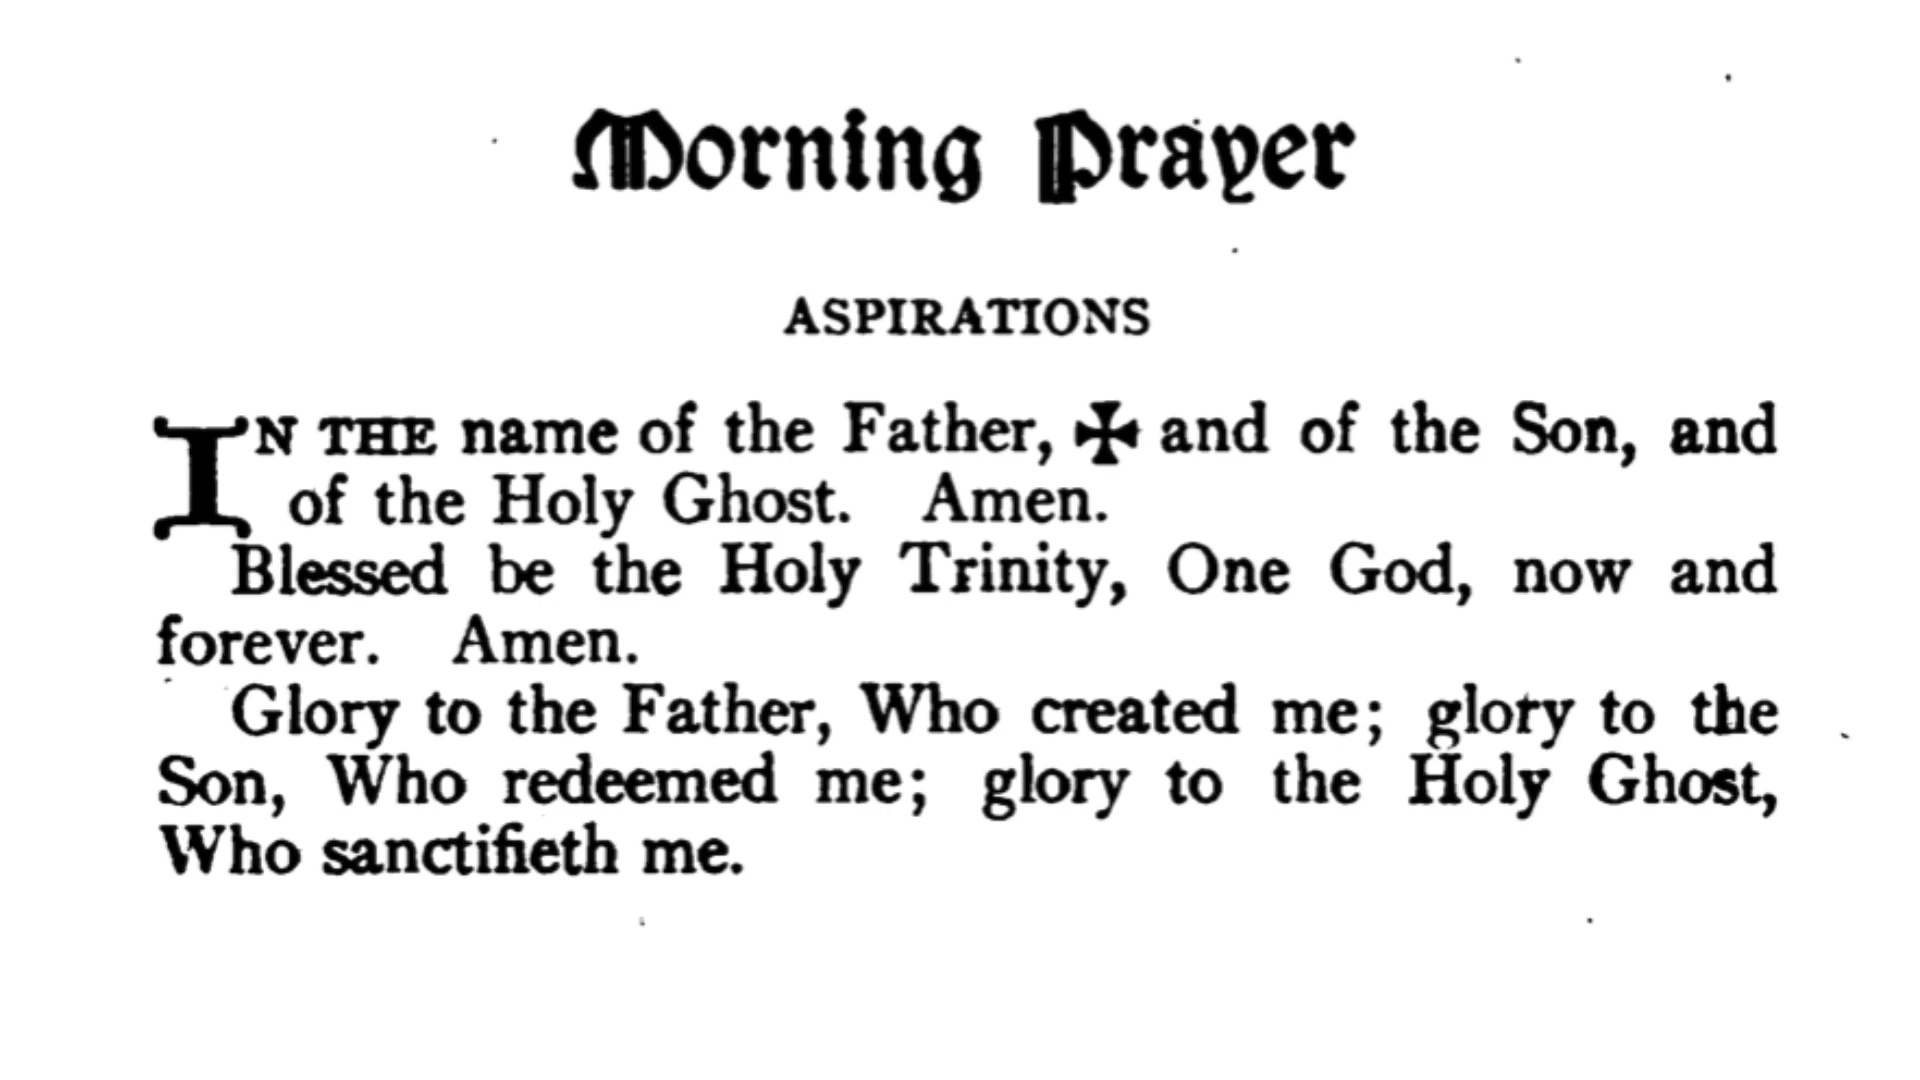 Morning Prayer
ASPIRATIONS
IN THE name of the Father, ✠ and of the Son, and
of the Holy Ghost. Amen.
Blessed be the Holy Trinity, One God, now and
forever. Amen.
Glory to the Father, Who created me; glory to the
Son, Who redeemed me; glory to the Holy Ghost,
Who sanctifieth me.